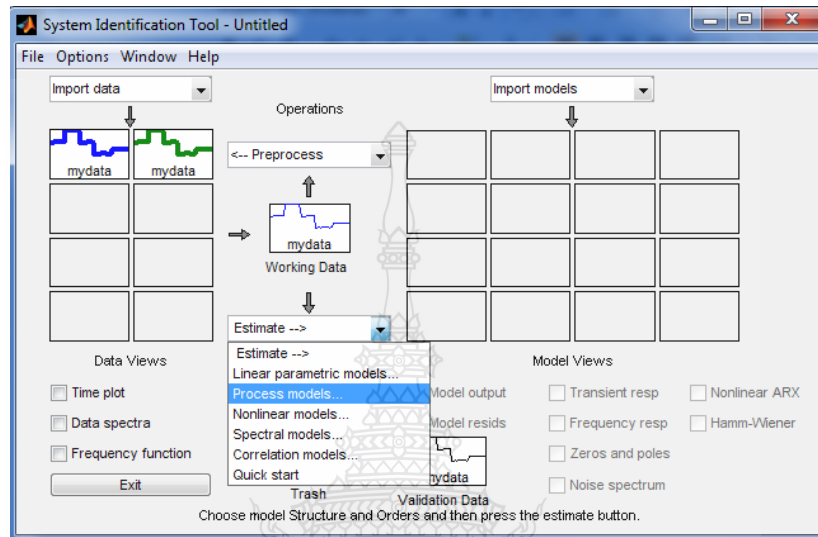 System Identification Tool - Untitled
File Options Window Help
Import data
Import models
Operations
<-- Preprocess
mydata
mydata
mydata
Working Data
Estimate -->
Estimate -->
Linear parametric models...
Process models...
Nonlinear models...
Spectral models...
Correlation models...
Quick start
Data Views
Time plot
Data spectra
Frequency function
Exit
Trash
Model Views
Model output
Transient resp
Nonlinear ARX
Model resids
Frequency resp
Hamm-Wiener
Zeros and poles
Noise spectrum
mydata
Validation Data
Choose model Structure and Orders and then press the estimate button.